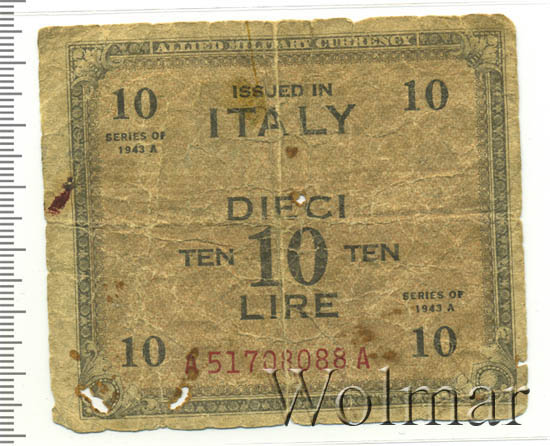 ALLIED MILITARY CURRENCY
10 ISSUED IN 10
ITALY
SERIES OF
1943 A
DIECI
TEN 10 TEN
LIRE
SERIES OF
1943 A
10 A51708088A 10
Wolmar